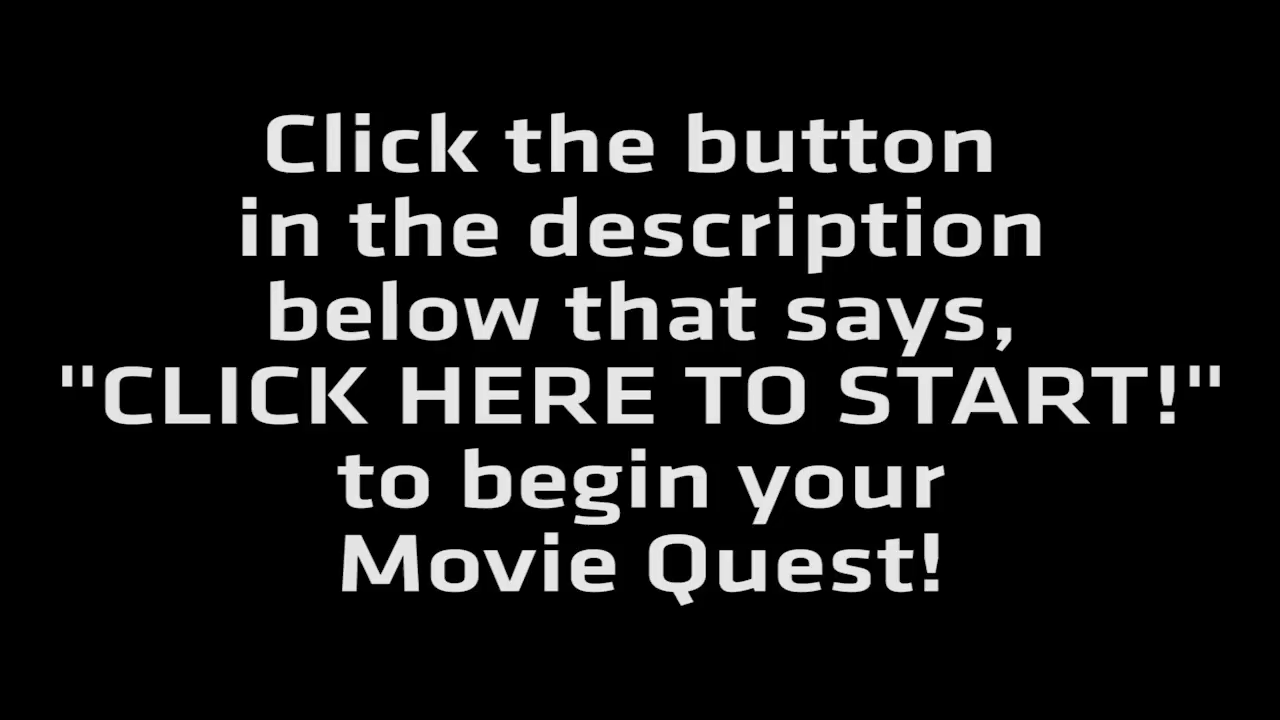 Click the button
in the description
below that says,
"CLICK HERE TO START!"
to begin your
Movie Quest!